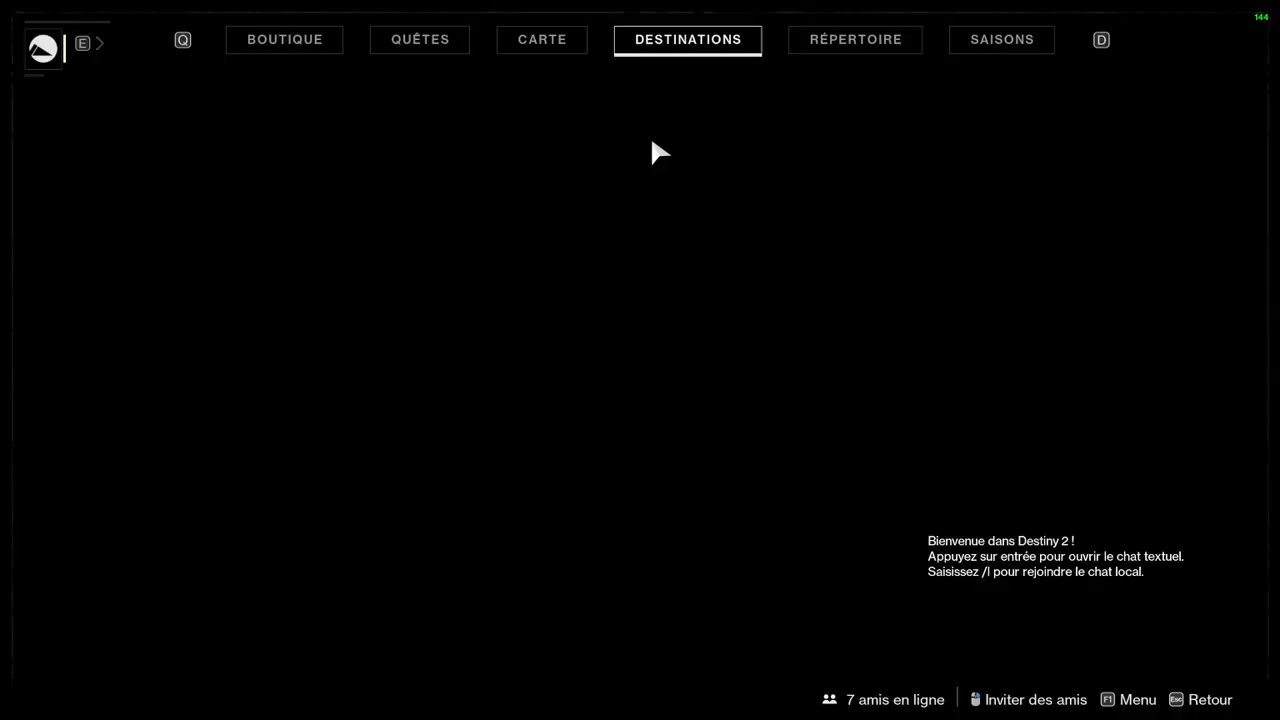 144
E
Q
BOUTIQUE
QUÊTES
CARTE
DESTINATIONS
RÉPERTOIRE
SAISONS
D
Bienvenue dans Destiny 2 !
Appuyez sur entrée pour ouvrir le chat textuel.
Saisissez /l pour rejoindre le chat local.
7 amis en ligne
Inviter des amis
F1 Menu
Esc Retour